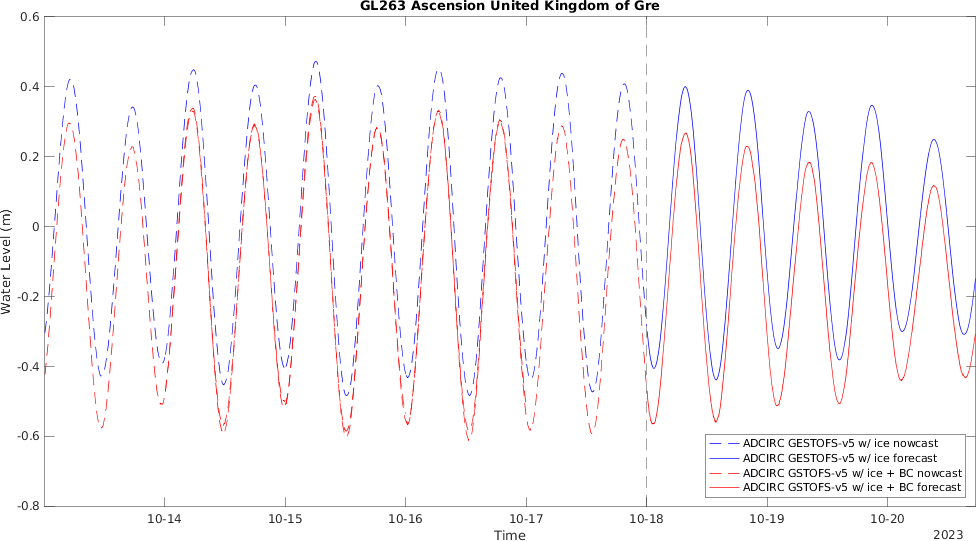 GL263 Ascension United Kingdom of Gre
0.6
0.4
0.2
0
-0.2
-0.4
-0.6
-0.8
Water Level (m)
10-14
10-15
10-16
10-17
10-18
10-19
10-20
Time
2023
ADCIRC GESTOFS-v5 w/ ice nowcast
ADCIRC GESTOFS-v5 w/ ice forecast
ADCIRC GSTOFS-v5 w/ ice + BC nowcast
ADCIRC GSTOFS-v5 w/ ice + BC forecast